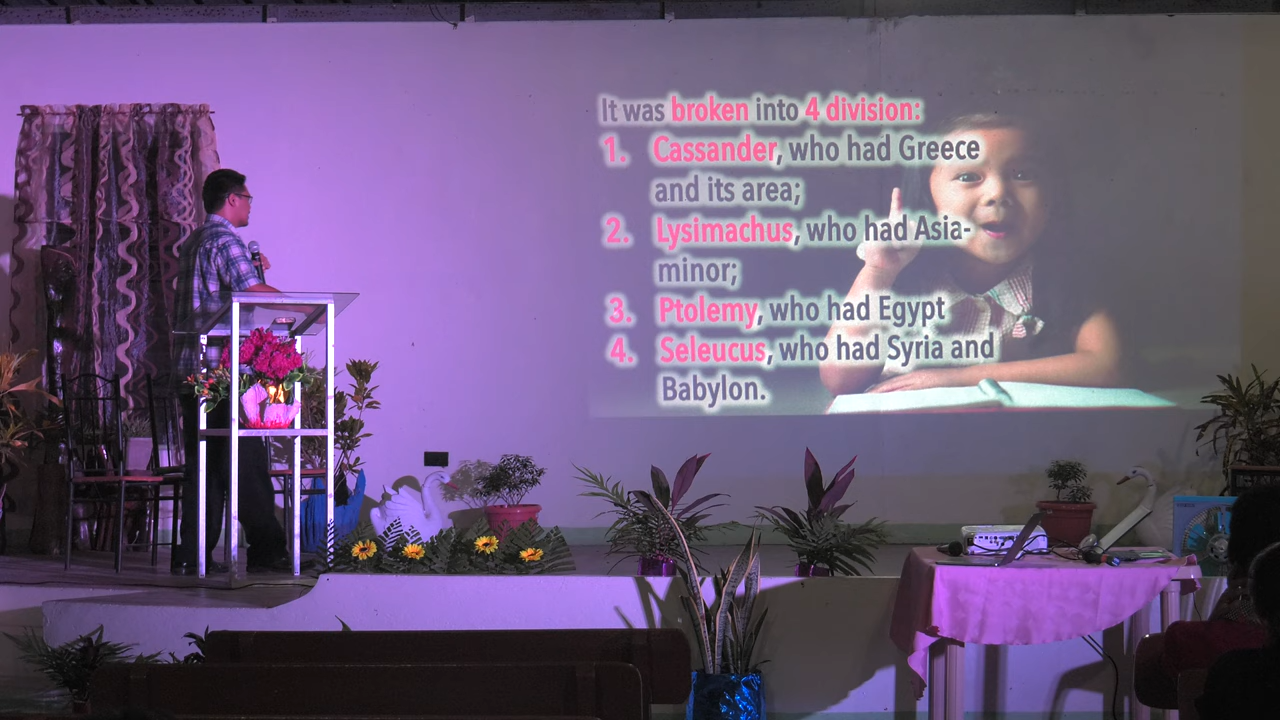 It was broken into 4 division:
1. Cassander, who had Greece
and its area;
2. Lysimachus, who had Asia-
minor;
3. Ptolemy, who had Egypt
4. Seleucus, who had Syria and
Babylon.